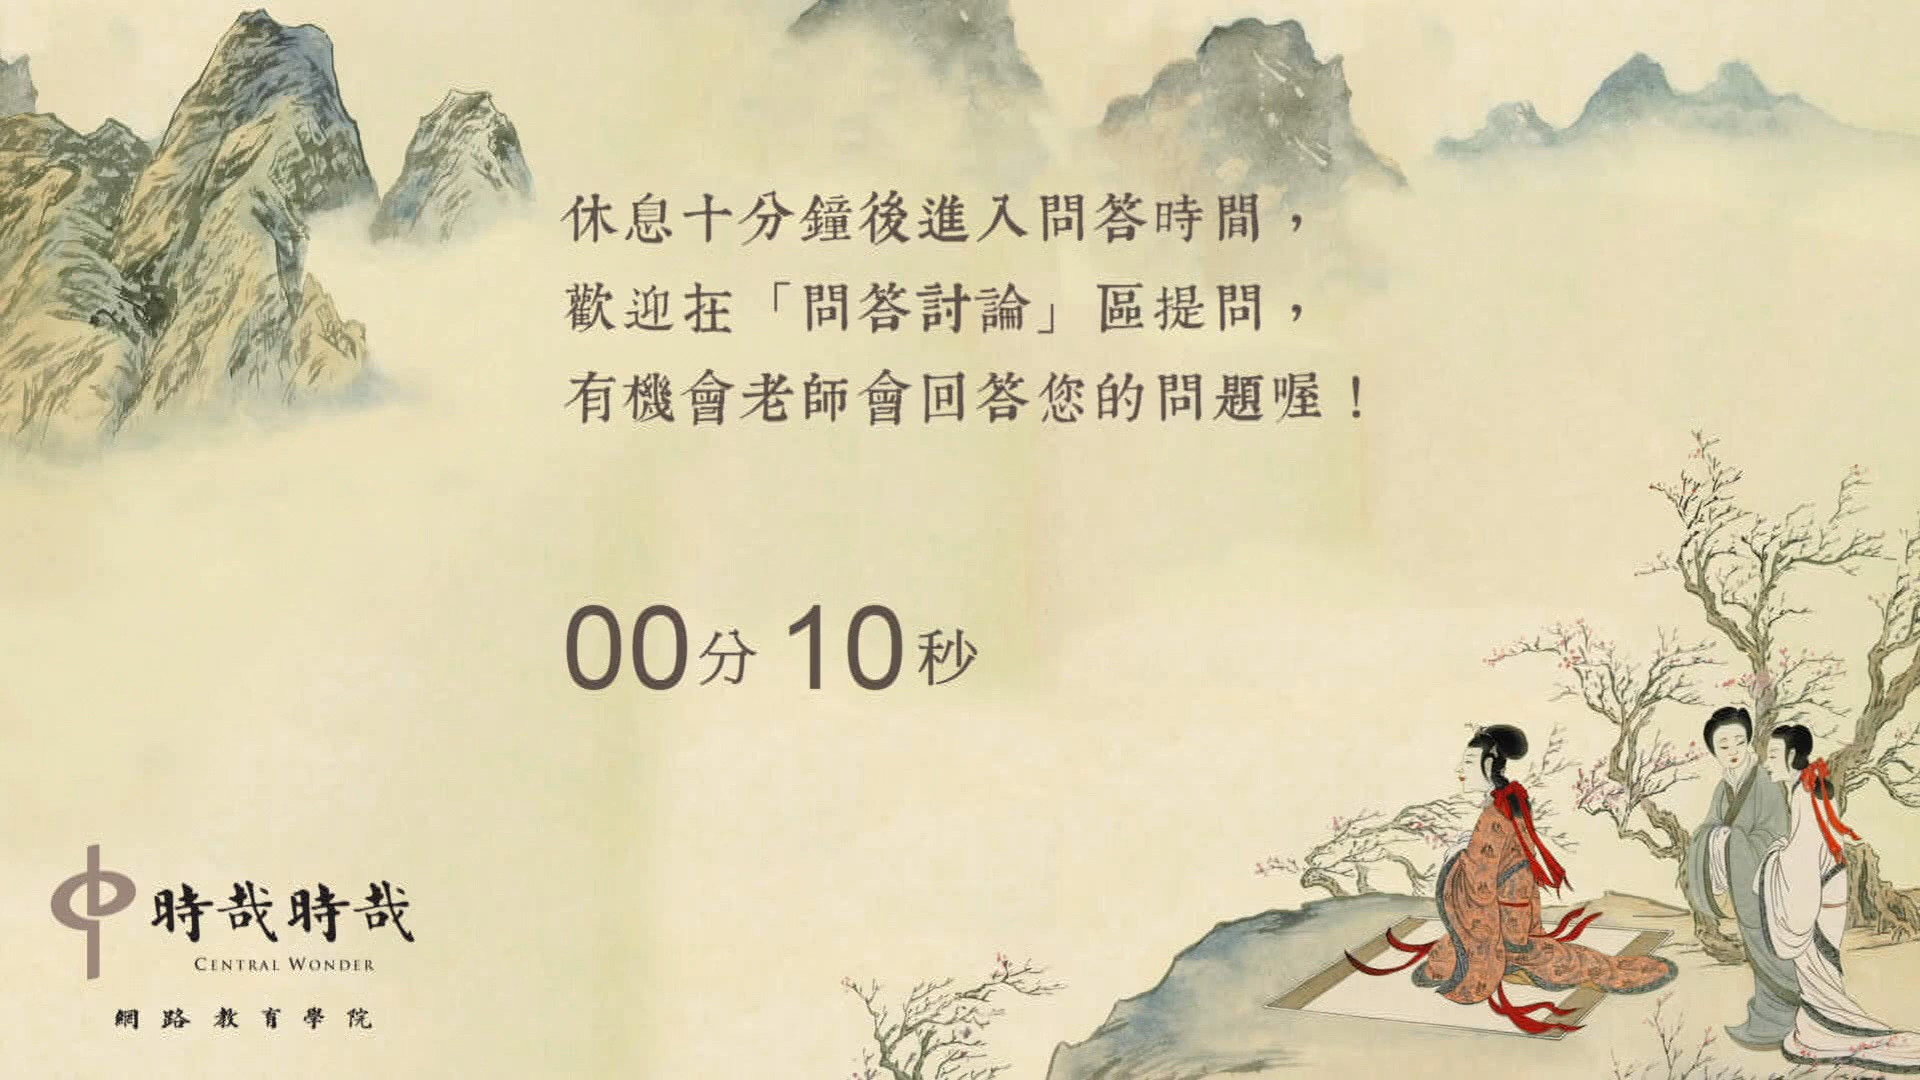 休息十分鐘後進入問答時間，
歡迎在「問答討論」區提問，
有機會老師會回答您的問題喔！
00分10秒
時哉時哉
CENTRAL WONDER
網路教育學院